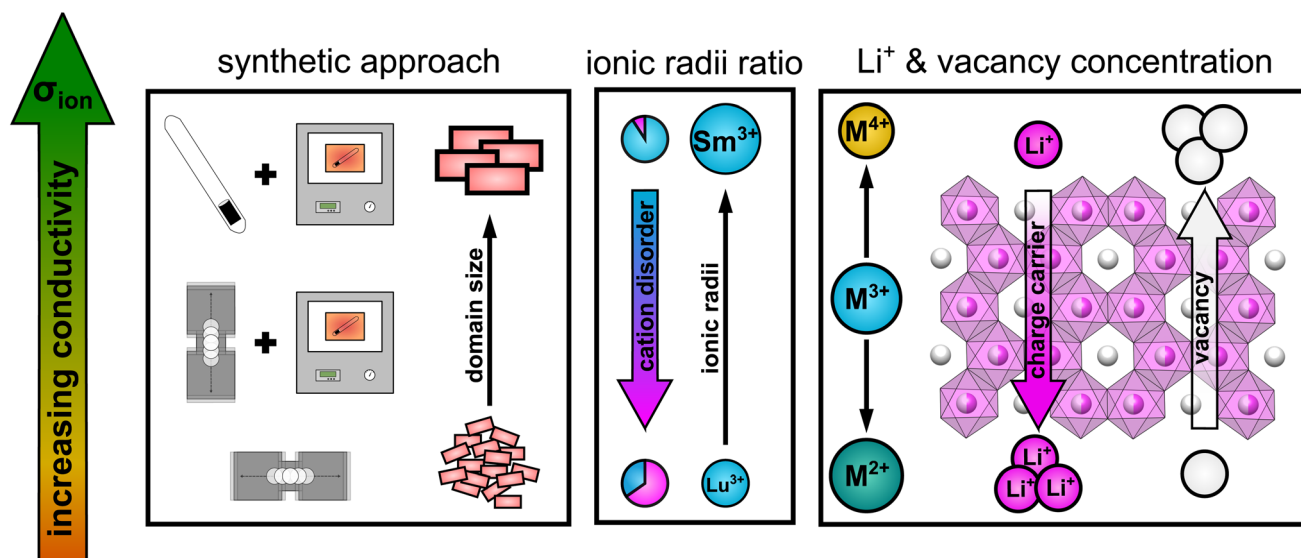 σion
increasing conductivity
synthetic approach
domain size
ionic radii ratio
Sm³⁺
cation disorder
ionic radii
Lu³⁺
Li⁺ & vacancy concentration
M⁴⁺
M³⁺
M²⁺
Li⁺
charge carrier
Li⁺
Li⁺
Li⁺
vacancy